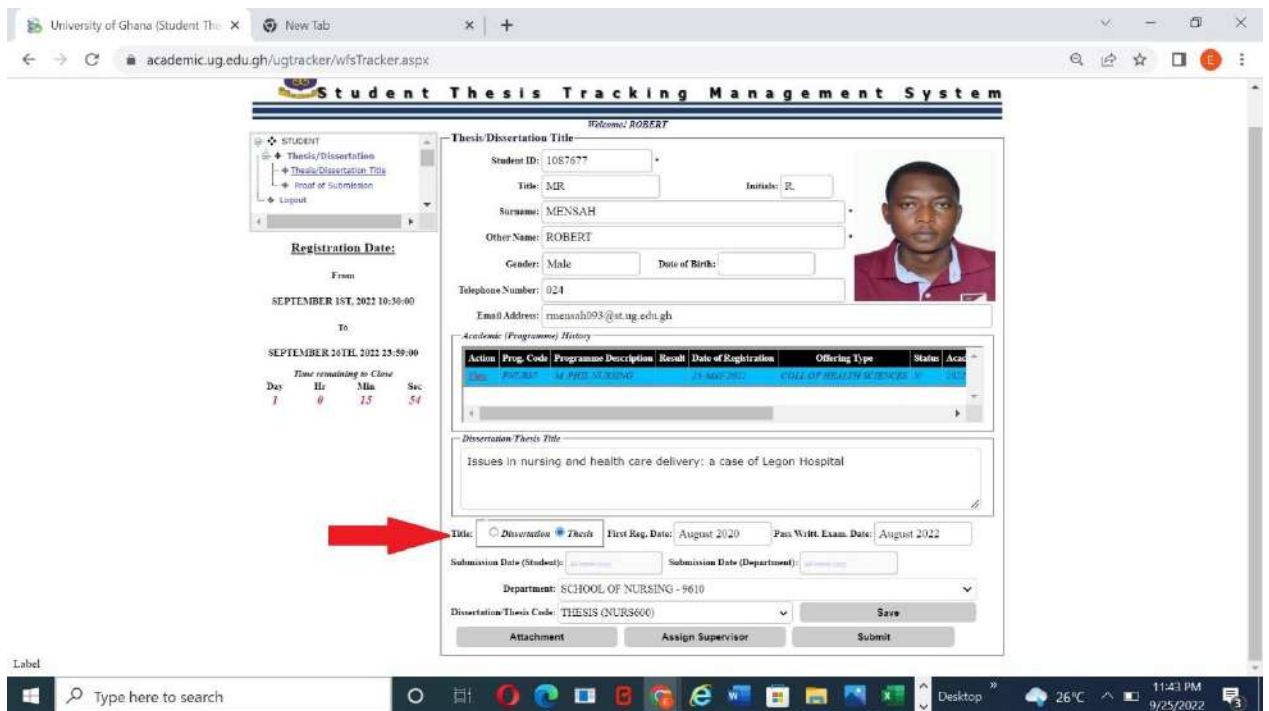 University of Ghana (Student The
New Tab
academic.ug.edu.gh/ugtracker/wfsTracker.aspx
E
Student Thesis Tracking Management System
Welcome: ROBERT
STUDENT
Thesis/Dissertation
Thesis/Dissertation Title
Proof of Submission
Logout
Registration Date:
From
SEPTEMBER 1ST, 2022 10:30:00
To
SEPTEMBER 26TH, 2022 23:59:00
Time remaining to Close
Day Hr Min Sec
1 0 15 54
Thesis/Dissertation Title
Student ID: 1087677 *
Title: MR Initials: R.
Surname: MENSAH *
Other Name: ROBERT *
Gender: Male Date of Birth:
Telephone Number: 024
Email Address: rmensah093@st.ug.edu.gh
Academic (Programme) History
Action Prog. Code Programme Description Result Date of Registration Offering Type Status Acad
View M. PHIL NURSING COLL OF HEALTH SCIENCES 2022
Dissertation/Thesis Title
Issues in nursing and health care delivery: a case of Legon Hospital
Title: Dissertation Thesis First Reg. Date: August 2020 Pass Writt. Exam. Date: August 2022
Submission Date (Student): Submission Date (Department):
Department: SCHOOL OF NURSING - 9610
Dissertation/Thesis Code: THESIS (NURS600) Save
Attachment Assign Supervisor Submit
Label
Type here to search
Desktop
26°C
11:43 PM
9/25/2022
3